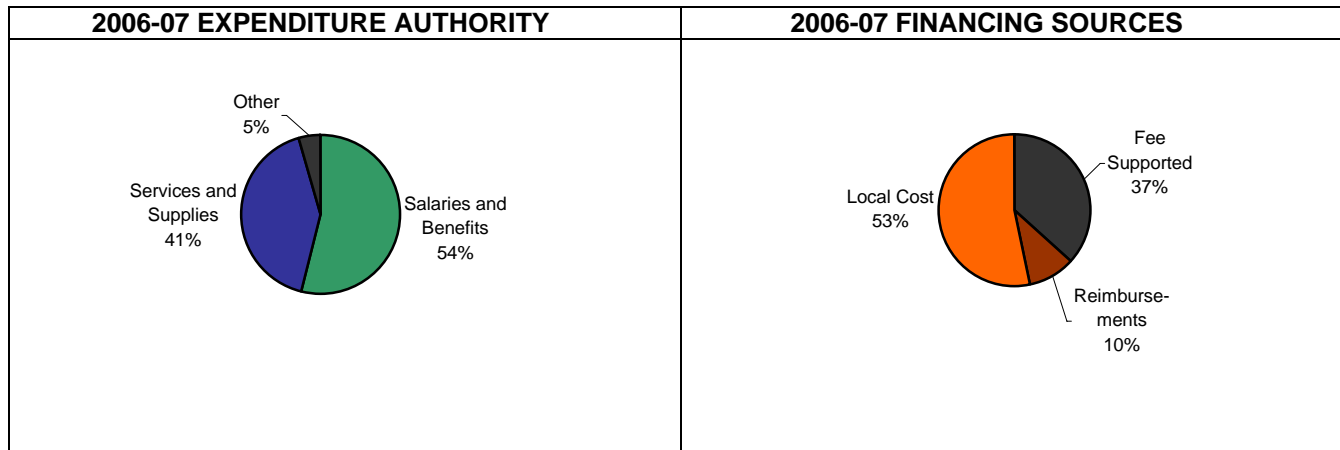 2006-07 EXPENDITURE AUTHORITY
2006-07 FINANCING SOURCES
Other
5%
Services and
Supplies
41%
Salaries and
Benefits
54%
Fee
Supported
37%
Local Cost
53%
Reimburse-
ments
10%